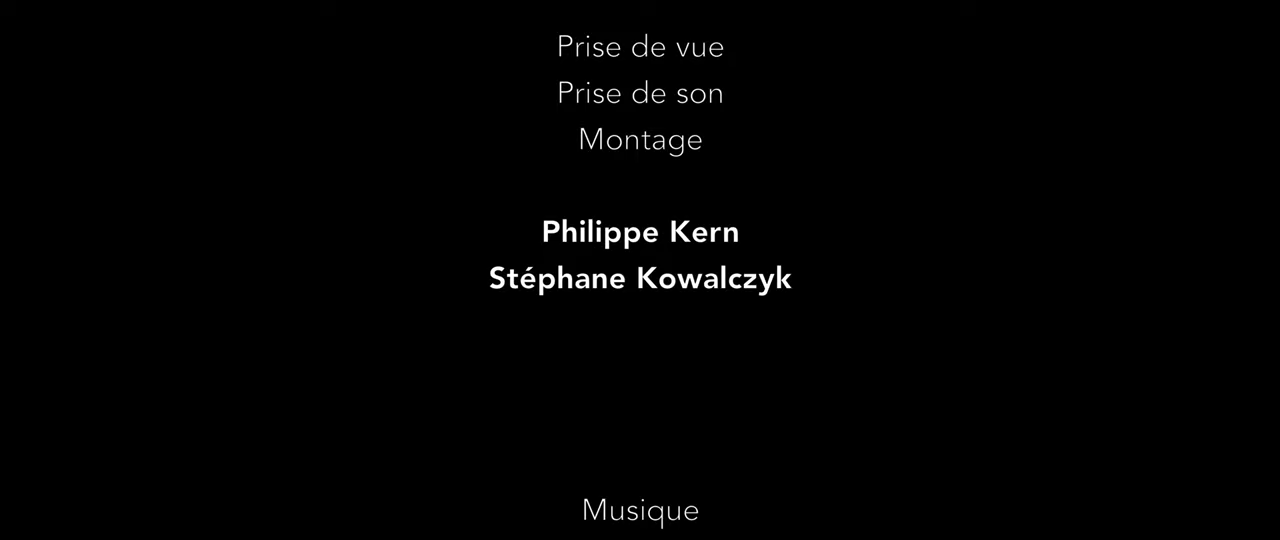 Prise de vue
Prise de son
Montage
Philippe Kern
Stéphane Kowalczyk
Musique